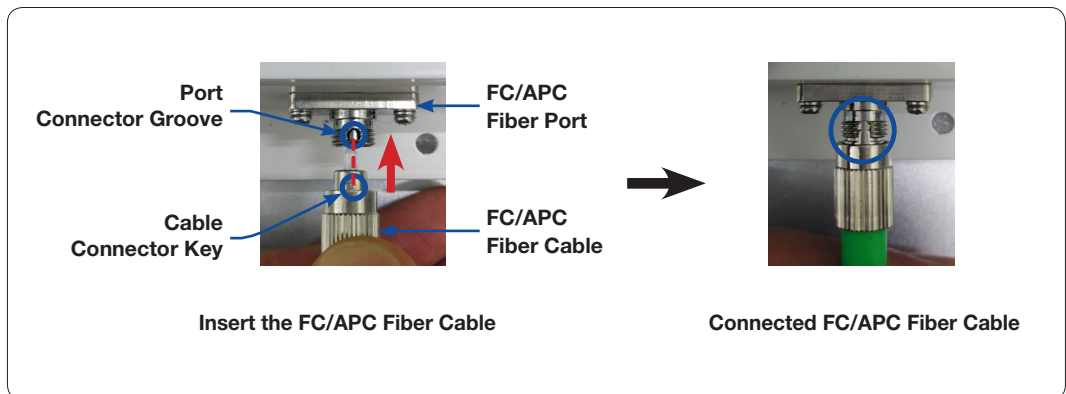 Port
Connector Groove
FC/APC
Fiber Port
Cable
Connector Key
FC/APC
Fiber Cable
Insert the FC/APC Fiber Cable
Connected FC/APC Fiber Cable